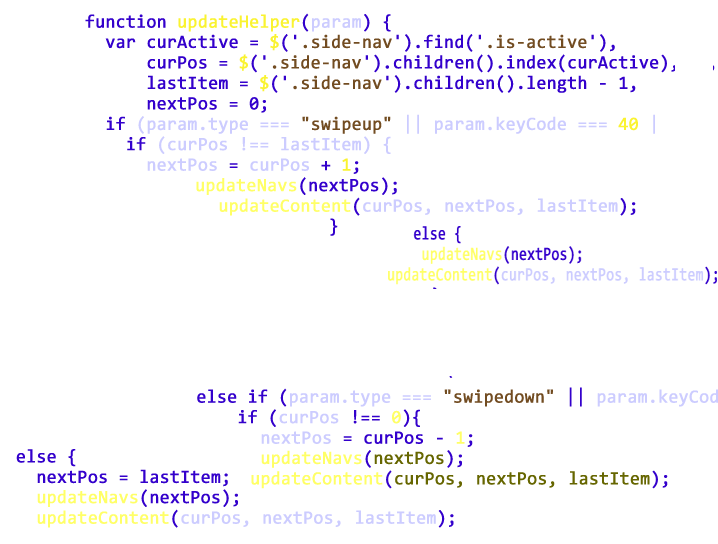 function updateHelper(param) {
var curActive = $('.side-nav').find('.is-active'),
curPos = $('.side-nav').children().index(curActive),
lastItem = $('.side-nav').children().length - 1,
nextPos = 0;
if (param.type === "swipeup" || param.keyCode === 40 |
if (curPos !== lastItem) {
nextPos = curPos + 1;
updateNavs(nextPos);
updateContent(curPos, nextPos, lastItem);
}
else {
updateNavs(nextPos);
updateContent(curPos, nextPos, lastItem);
else if (param.type === "swipedown" || param.keyCod
if (curPos !== 0){
nextPos = curPos - 1;
updateNavs(nextPos);
updateContent(curPos, nextPos, lastItem);
else {
nextPos = lastItem;
updateNavs(nextPos);
updateContent(curPos, nextPos, lastItem);